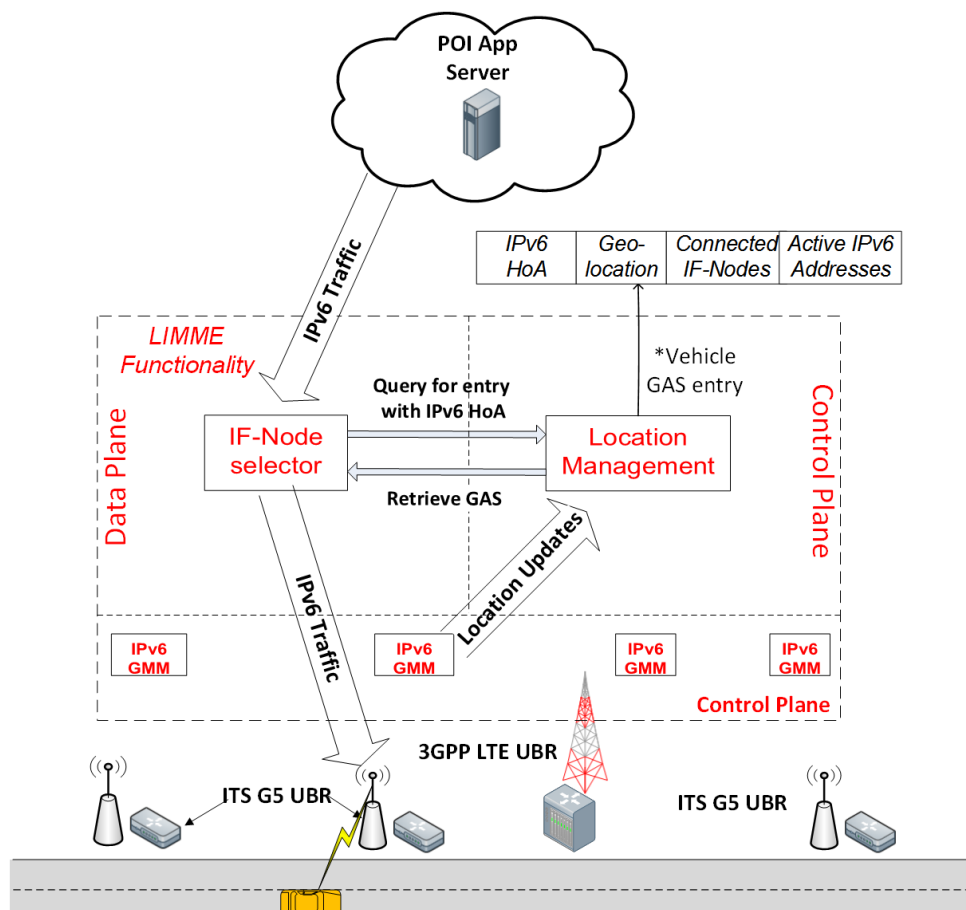 POI App
Server
IPv6 Traffic
IPv6
HoA
Geo-
location
Connected
IF-Nodes
Active IPv6
Addresses
LIMME
Functionality
*Vehicle
GAS entry
Query for entry
with IPv6 HoA
IF-Node
selector
Location
Management
Retrieve GAS
Data Plane
Control Plane
Location Updates
IPv6 Traffic
IPv6
GMM
IPv6
GMM
IPv6
GMM
IPv6
GMM
Control Plane
3GPP LTE UBR
ITS G5 UBR
ITS G5 UBR